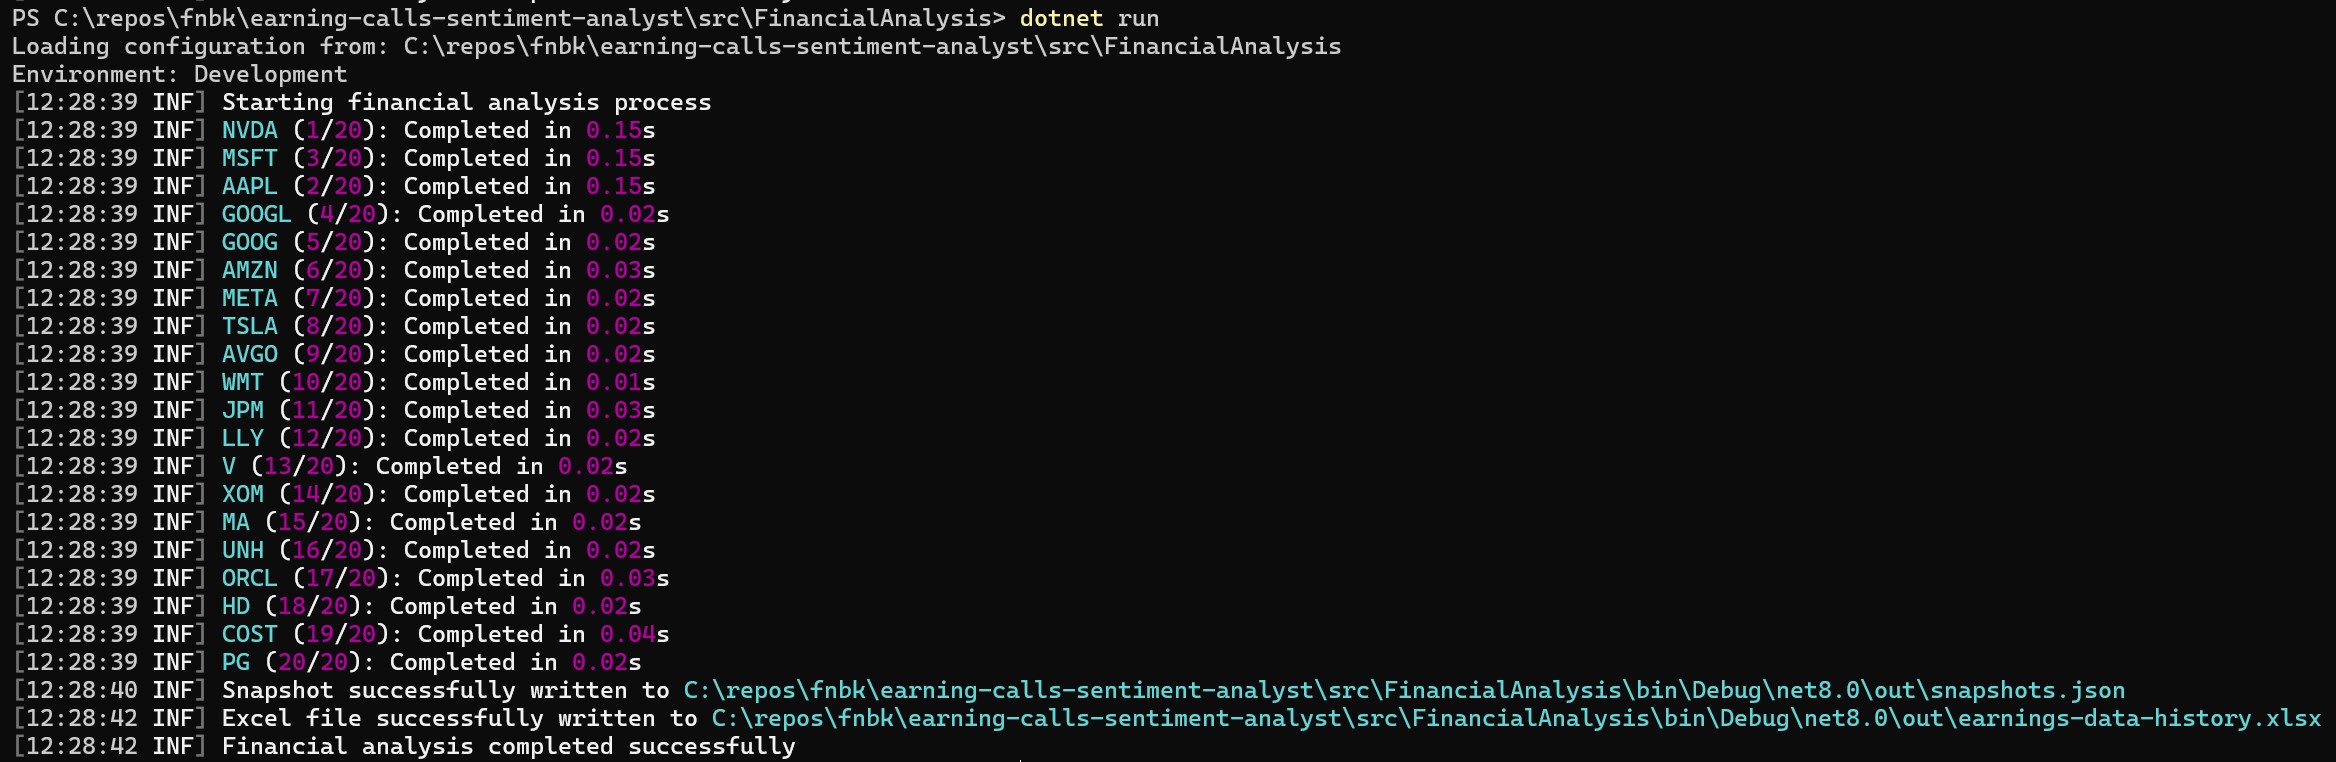 PS C:\repos\fnbk\earning-calls-sentiment-analyst\src\FinancialAnalysis> dotnet run
Loading configuration from: C:\repos\fnbk\earning-calls-sentiment-analyst\src\FinancialAnalysis
Environment: Development
[12:28:39 INF] Starting financial analysis process
[12:28:39 INF] NVDA (1/20): Completed in 0.15s
[12:28:39 INF] MSFT (3/20): Completed in 0.15s
[12:28:39 INF] AAPL (2/20): Completed in 0.15s
[12:28:39 INF] GOOGL (4/20): Completed in 0.02s
[12:28:39 INF] GOOG (5/20): Completed in 0.02s
[12:28:39 INF] AMZN (6/20): Completed in 0.03s
[12:28:39 INF] META (7/20): Completed in 0.02s
[12:28:39 INF] TSLA (8/20): Completed in 0.02s
[12:28:39 INF] AVGO (9/20): Completed in 0.02s
[12:28:39 INF] WMT (10/20): Completed in 0.01s
[12:28:39 INF] JPM (11/20): Completed in 0.03s
[12:28:39 INF] LLY (12/20): Completed in 0.02s
[12:28:39 INF] V (13/20): Completed in 0.02s
[12:28:39 INF] XOM (14/20): Completed in 0.02s
[12:28:39 INF] MA (15/20): Completed in 0.02s
[12:28:39 INF] UNH (16/20): Completed in 0.02s
[12:28:39 INF] ORCL (17/20): Completed in 0.03s
[12:28:39 INF] HD (18/20): Completed in 0.02s
[12:28:39 INF] COST (19/20): Completed in 0.04s
[12:28:39 INF] PG (20/20): Completed in 0.02s
[12:28:40 INF] Snapshot successfully written to C:\repos\fnbk\earning-calls-sentiment-analyst\src\FinancialAnalysis\bin\Debug\net8.0\out\snapshots.json
[12:28:42 INF] Excel file successfully written to C:\repos\fnbk\earning-calls-sentiment-analyst\src\FinancialAnalysis\bin\Debug\net8.0\out\earnings-data-history.xlsx
[12:28:42 INF] Financial analysis completed successfully